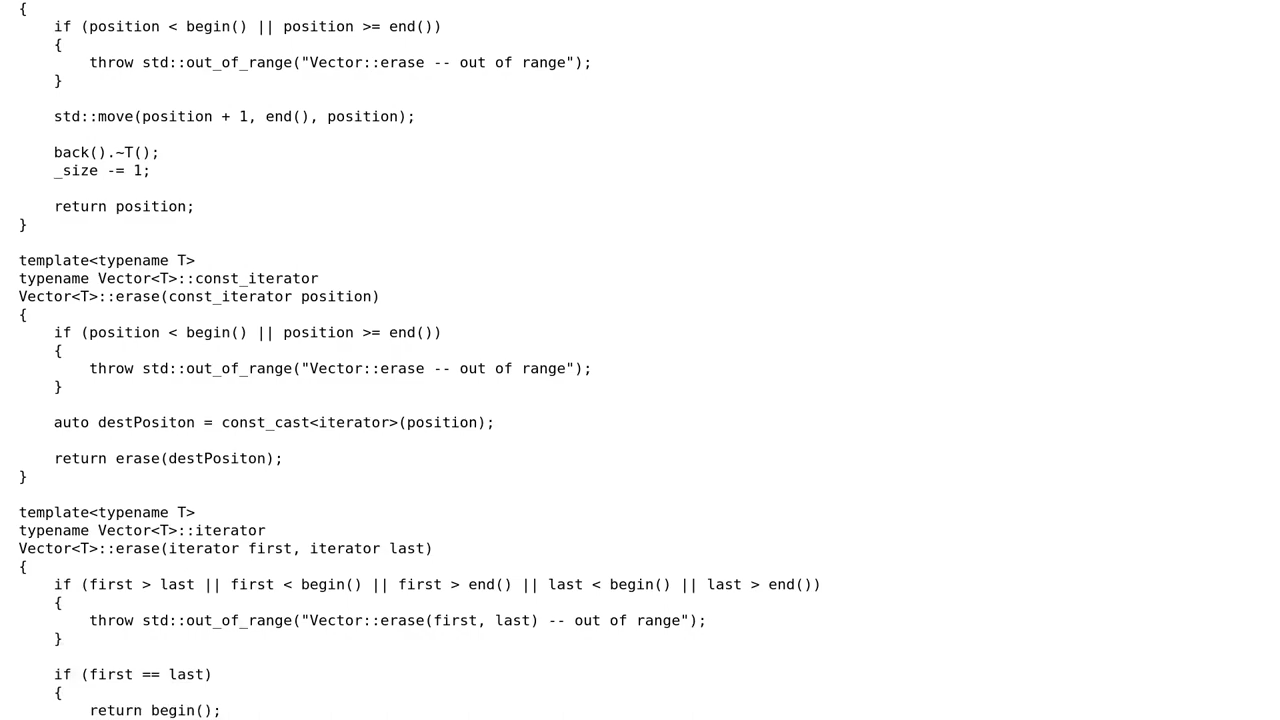 {
    if (position < begin() || position >= end())
    {
        throw std::out_of_range("Vector::erase -- out of range");
    }

    std::move(position + 1, end(), position);

    back().~T();
    _size -= 1;

    return position;
}

template<typename T>
typename Vector<T>::const_iterator
Vector<T>::erase(const_iterator position)
{
    if (position < begin() || position >= end())
    {
        throw std::out_of_range("Vector::erase -- out of range");
    }

    auto destPositon = const_cast<iterator>(position);

    return erase(destPositon);
}

template<typename T>
typename Vector<T>::iterator
Vector<T>::erase(iterator first, iterator last)
{
    if (first > last || first < begin() || first > end() || last < begin() || last > end())
    {
        throw std::out_of_range("Vector::erase(first, last) -- out of range");
    }

    if (first == last)
    {
        return begin();